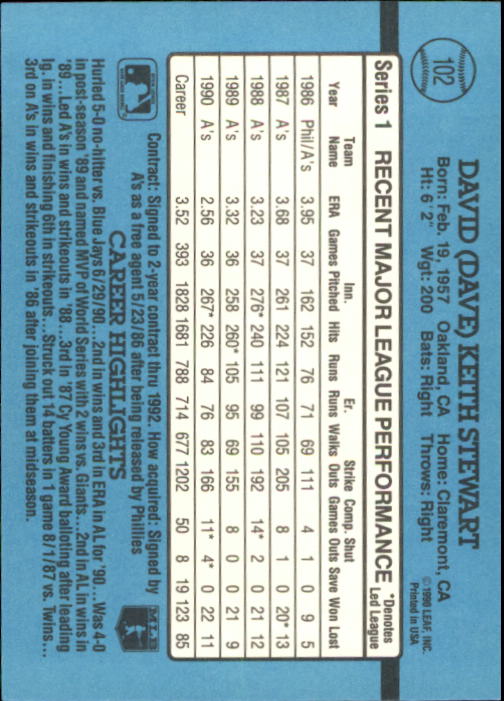 102
DAVID (DAVE) KEITH STEWART
Born: Feb. 19, 1957 Oakland, CA Home: Claremont, CA
Ht: 6' 2" Wgt: 200 Bats: Right Throws: Right
© 1990 LEAF, INC.
Printed in USA
Series 1 RECENT MAJOR LEAGUE PERFORMANCE *Denotes Led League
Team Inn. Er. Strike Comp. Shut
Year Name ERA Games Pitched Hits Runs Runs Walks Outs Games Outs Save Won Lost
1986 Phil/A's 3.95 37 162 152 76 71 69 111 4 1 0 9 5
1987 A's 3.68 37 261 224 121 107 105 205 8 1 0 20* 13
1988 A's 3.23 37 276* 240 111 99 110 192 14* 2 0 21 12
1989 A's 3.32 36 258 260* 105 95 69 155 8 0 0 21 9
1990 A's 2.56 36 267* 226 84 76 83 166 11* 4* 0 22 11
Career 3.52 393 1828 1681 788 714 677 1202 50 8 19 123 85
Contract: Signed to 2-year contract thru 1992. How acquired: Signed by
A's as a free agent 5/23/86 after being released by Phillies
MLB
CAREER HIGHLIGHTS
Hurled 5-0 no-hitter vs. Blue Jays 6/29/90...2nd in wins and 3rd in ERA in AL for '90...Was 4-0
in post-season '89 and named MVP of World Series with 2 wins vs. Giants...2nd in AL in wins in
'89...Led A's in wins and strikeouts in '88...3rd in '87 Cy Young Award balloting after leading
lg. in wins and finishing 6th in strikeouts...Struck out 14 batters in 1 game 8/1/87 vs. Twins...
3rd on A's in wins and strikeouts in '86 after joining them at midseason.